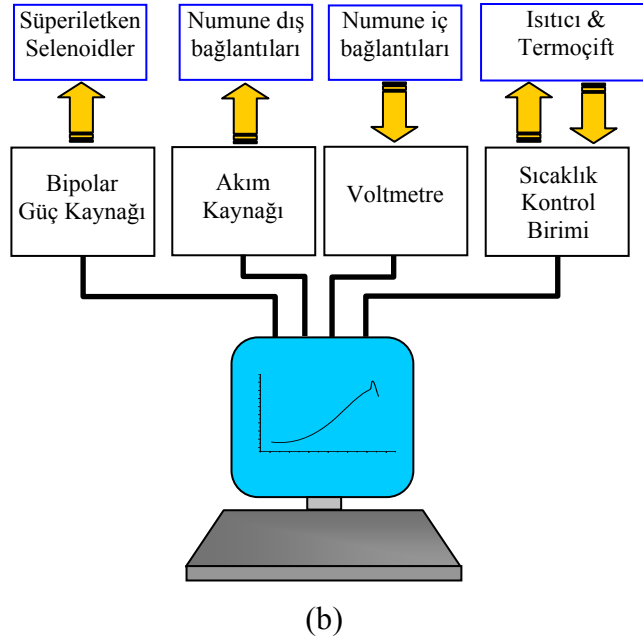 Süperiletken
Selenoidler
Numune dış
bağlantıları
Numune iç
bağlantıları
Isıtıcı &
Termoçift
Bipolar
Güç Kaynağı
Akım
Kaynağı
Voltmetre
Sıcaklık
Kontrol
Birimi
(b)